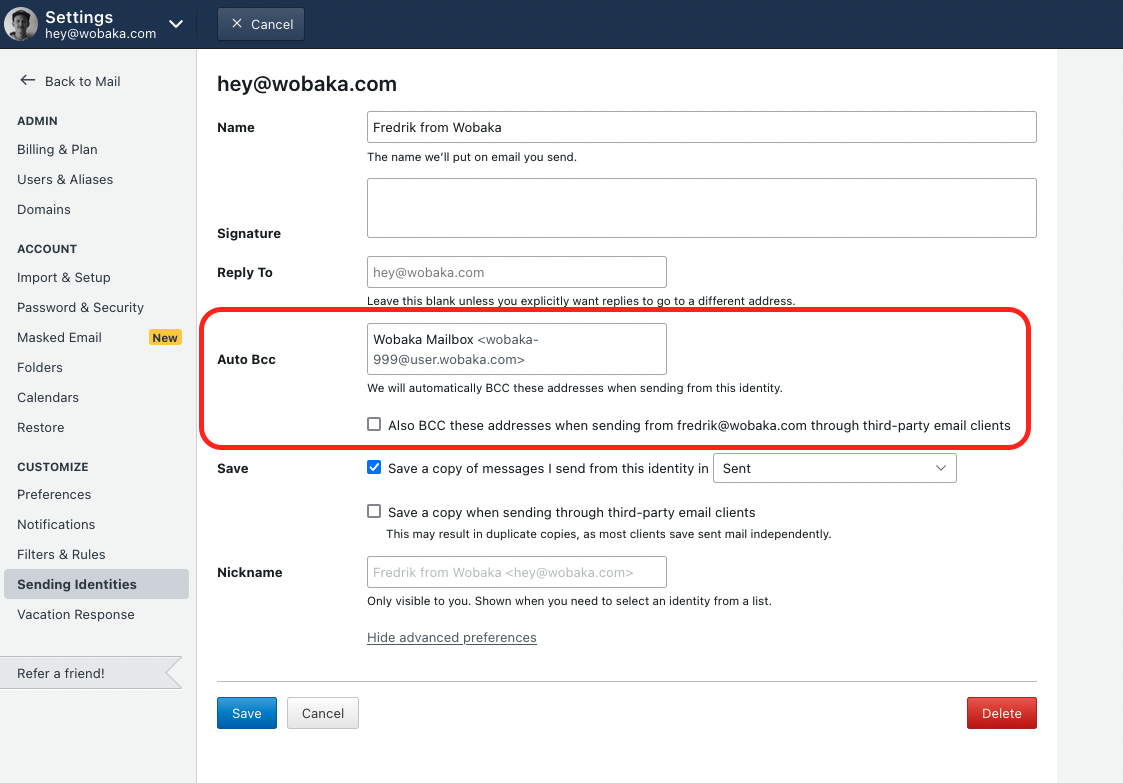 Settings
hey@wobaka.com
Cancel
Back to Mail
ADMIN
Billing & Plan
Users & Aliases
Domains
ACCOUNT
Import & Setup
Password & Security
Masked Email New
Folders
Calendars
Restore
CUSTOMIZE
Preferences
Notifications
Filters & Rules
Sending Identities
Vacation Response
Refer a friend!
hey@wobaka.com
Name
Fredrik from Wobaka
The name we’ll put on email you send.
Signature
Reply To
hey@wobaka.com
Leave this blank unless you explicitly want replies to go to a different address.
Auto Bcc
Wobaka Mailbox <wobaka-
999@user.wobaka.com>
We will automatically BCC these addresses when sending from this identity.
Also BCC these addresses when sending from fredrik@wobaka.com through third-party email clients
Save
Save a copy of messages I send from this identity in Sent
Save a copy when sending through third-party email clients
This may result in duplicate copies, as most clients save sent mail independently.
Nickname
Fredrik from Wobaka <hey@wobaka.com>
Only visible to you. Shown when you need to select an identity from a list.
Hide advanced preferences
Save Cancel Delete